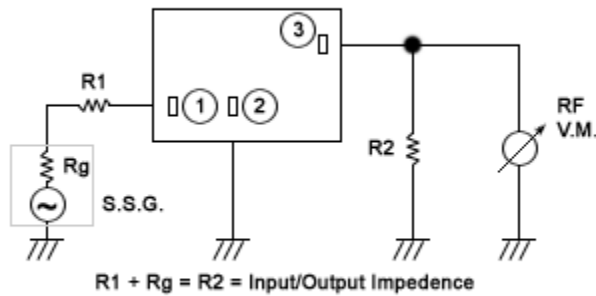 3
R1
1
2
RF
V.M.
R2
Rg
S.S.G.
R1 + Rg = R2 = Input/Output Impedence